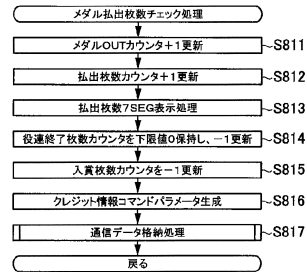 メダル払出枚数チェック処理
メダルOUTカウンタ+1更新 S811
払出枚数カウンタ+1更新 S812
払出枚数7SEG表示処理 S813
役連終了枚数カウンタを下限値0保持し、-1更新 S814
入賞枚数カウンタを-1更新 S815
クレジット情報コマンドパラメータ生成 S816
通信データ格納処理 S817
戻る